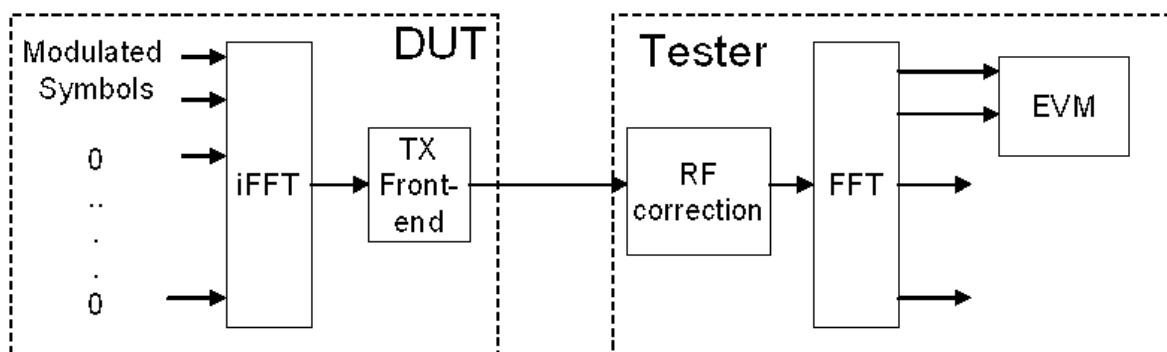 DUT
Modulated
Symbols
0
..
.
.
0
iFFT
TX
Front-
end
Tester
RF
correction
FFT
EVM